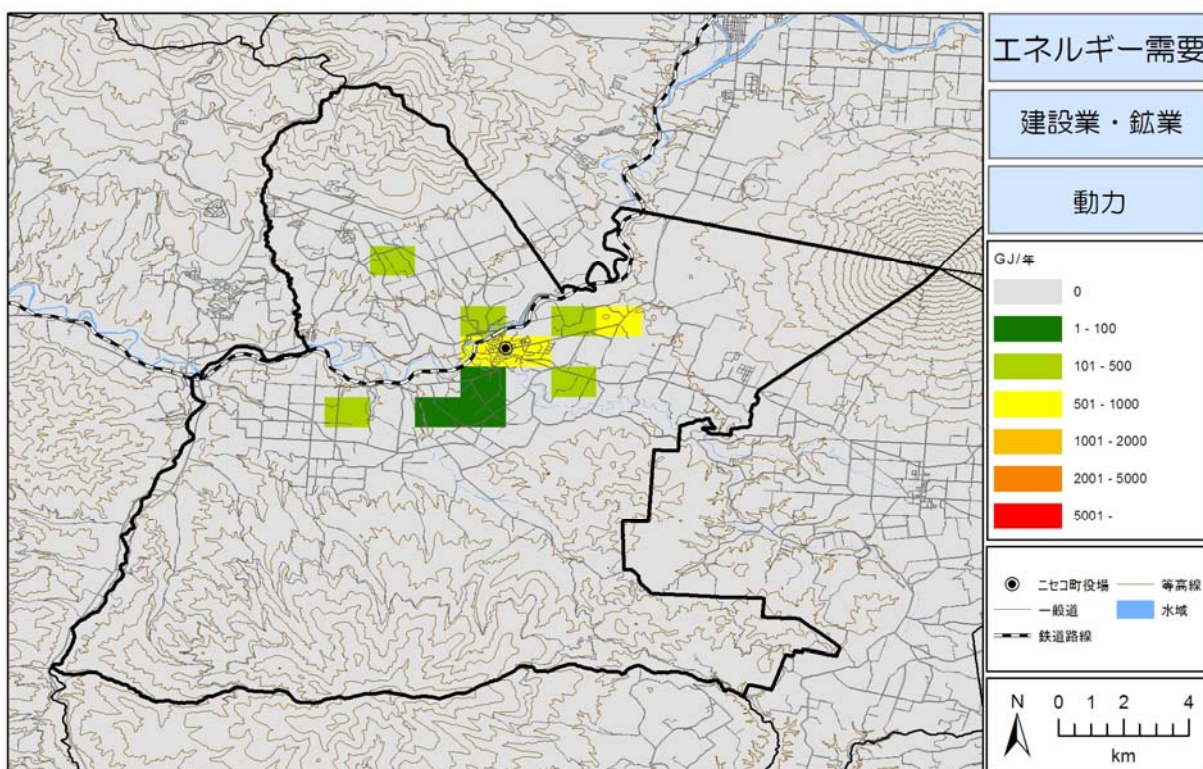 エネルギー需要
建設業・鉱業
動力
GJ/年
0
1 - 100
101 - 500
501 - 1000
1001 - 2000
2001 - 5000
5001 -
ニセコ町役場
等高線
一般道
水域
鉄道路線
N
0 1 2 4
km